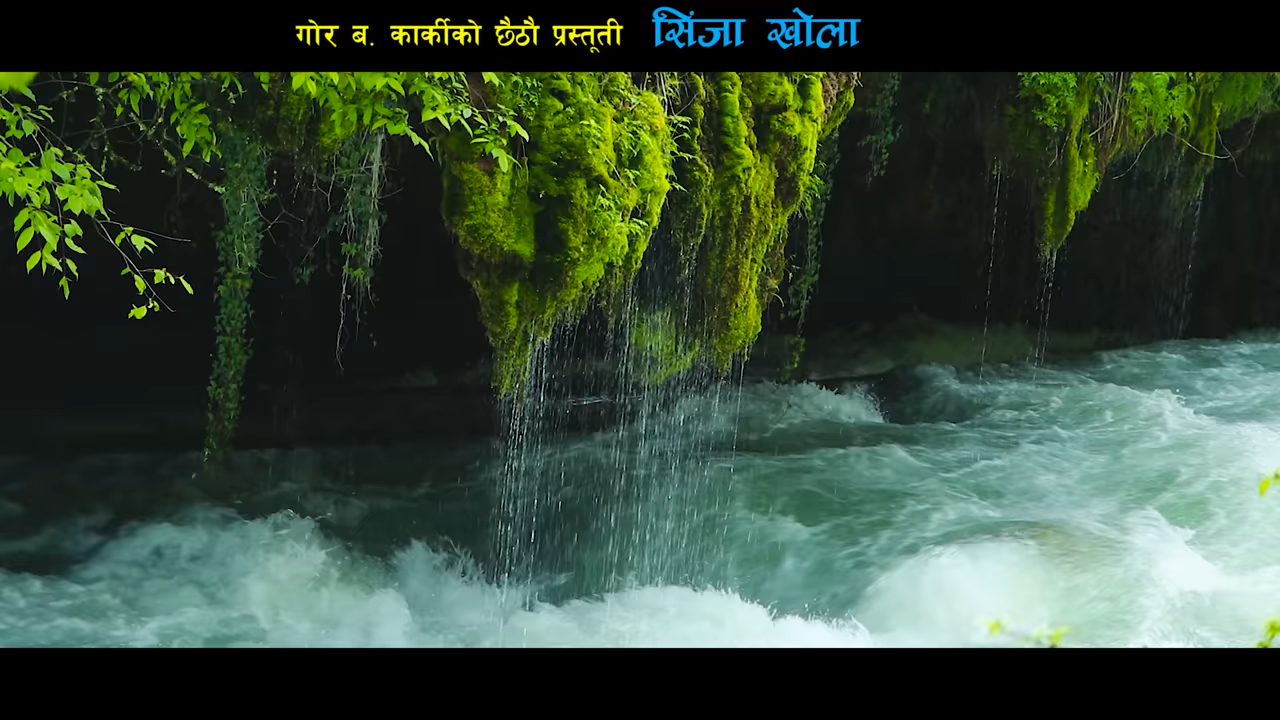 गोर ब. कार्कीको छैठौ प्रस्तूती सिंजा खोला